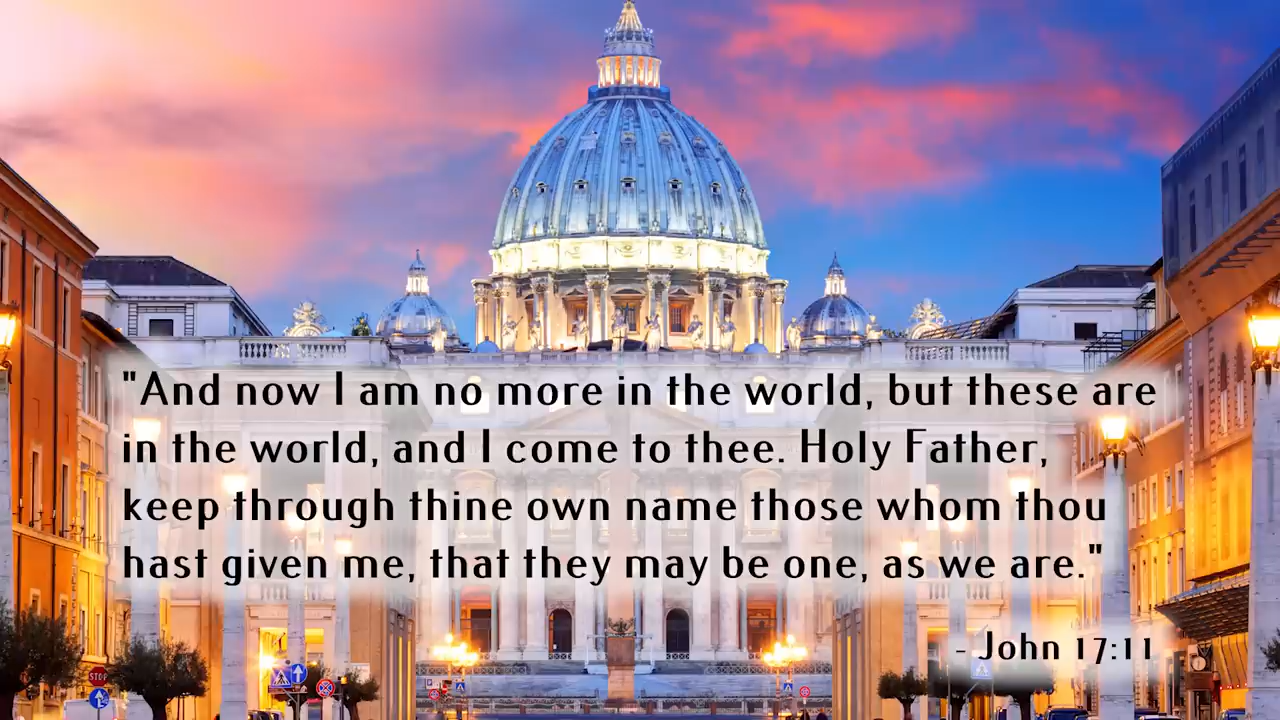 "And now I am no more in the world, but these are
in the world, and I come to thee. Holy Father,
keep through thine own name those whom thou
hast given me, that they may be one, as we are."
- John 17:11
STOP